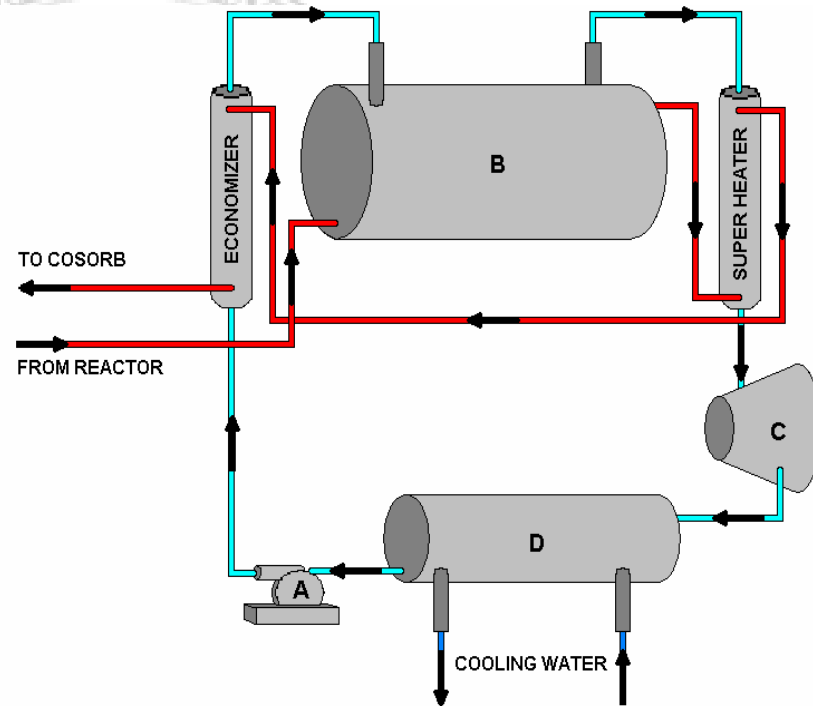 B
ECONOMIZER
SUPER HEATER
TO COSORB
FROM REACTOR
C
D
A
COOLING WATER